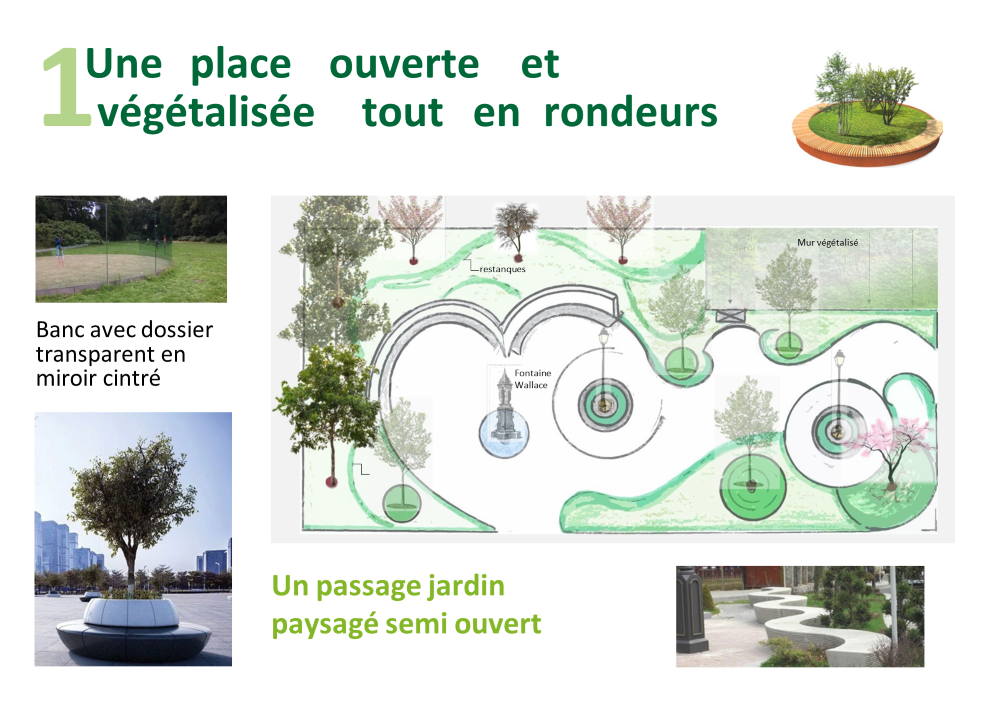 1
Une place ouverte et
végétalisée tout en rondeurs
Mur végétalisé
restanques
Banc avec dossier
transparent en
miroir cintré
Fontaine
Wallace
Un passage jardin
paysagé semi ouvert